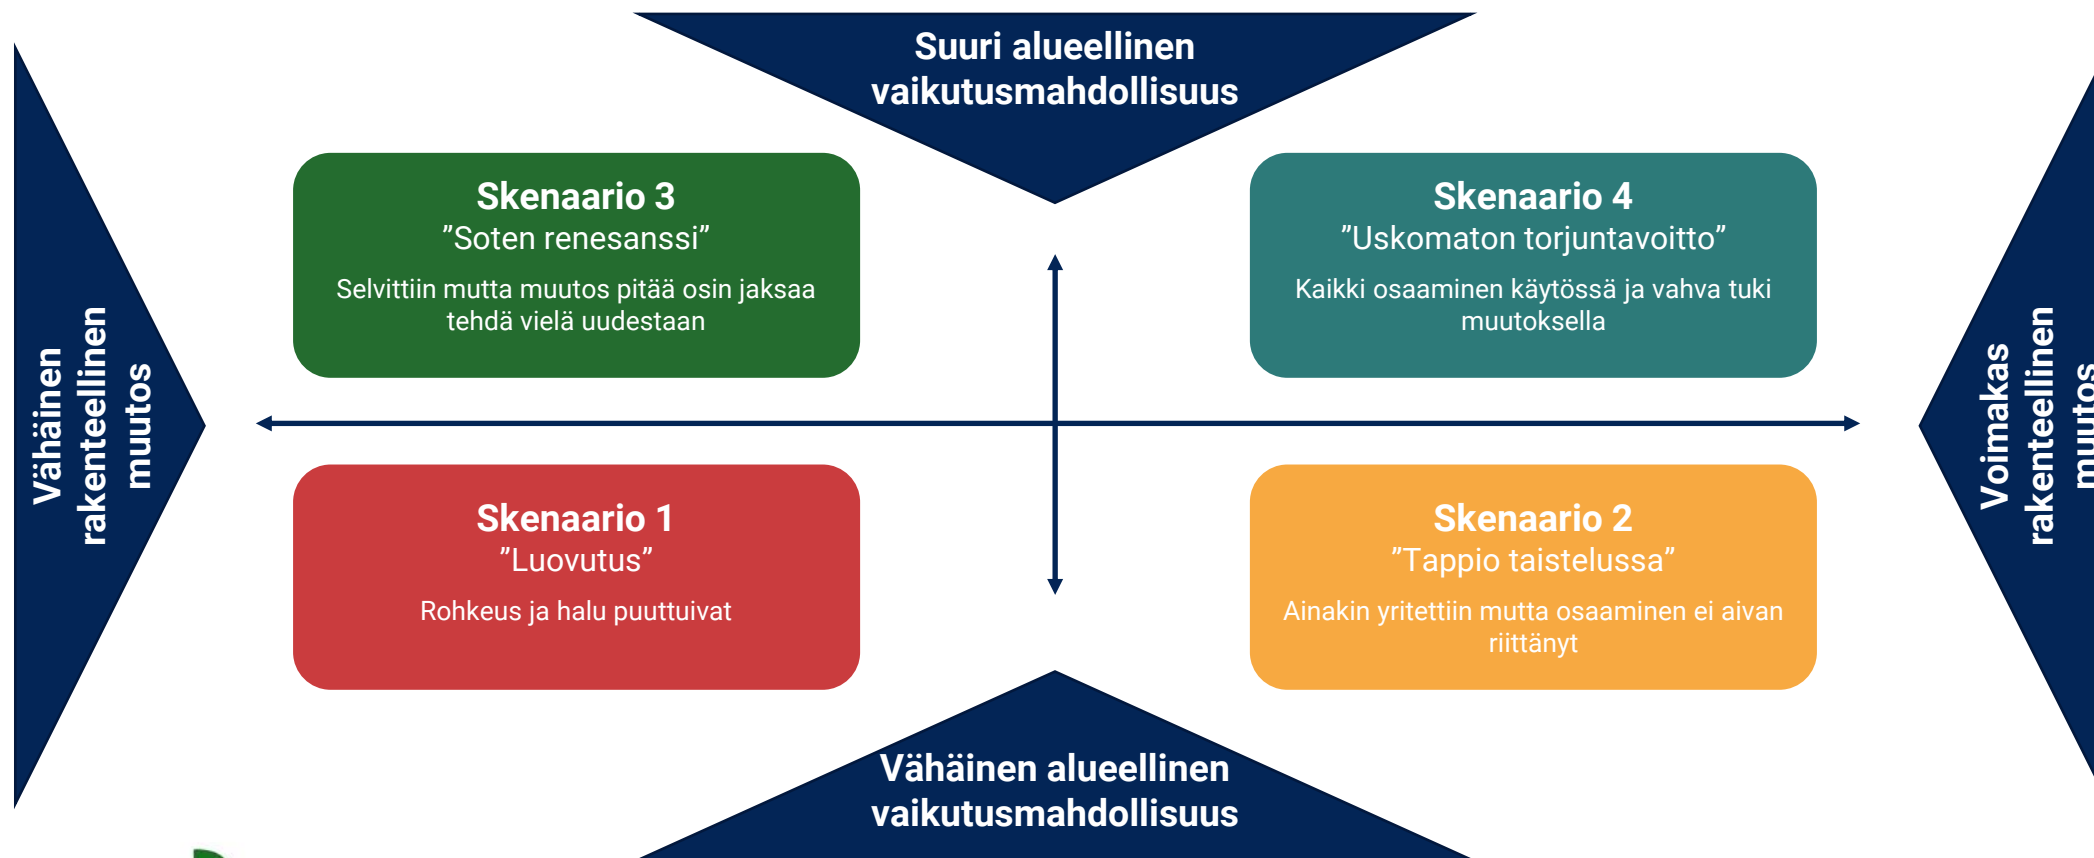 Suuri alueellinen
vaikutusmahdollisuus
Vähäinen
rakenteellinen
muutos
Skenaario 3
”Soten renesanssi”
Selvittiin mutta muutos pitää osin jaksaa
tehdä vielä uudestaan
Skenaario 4
”Uskomaton torjuntavoitto”
Kaikki osaaminen käytössä ja vahva tuki
muutoksella
Voimakas
rakenteellinen
muutos
Skenaario 1
”Luovutus”
Rohkeus ja halu puuttuivat
Skenaario 2
”Tappio taistelussa”
Ainakin yritettiin mutta osaaminen ei aivan
riittänyt
Vähäinen alueellinen
vaikutusmahdollisuus